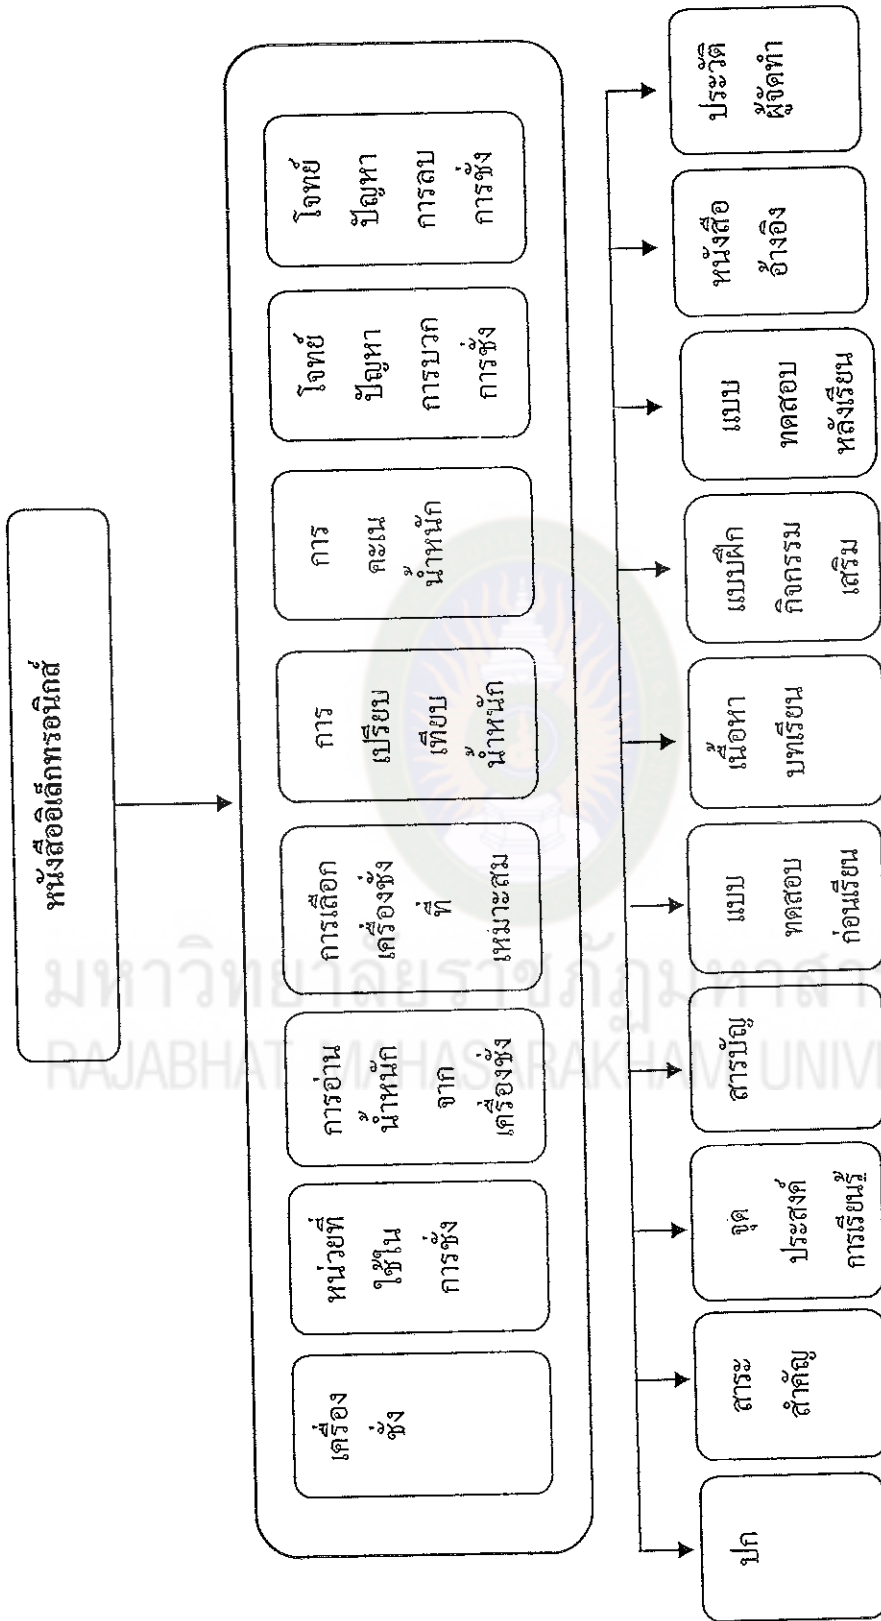 หนังสืออิเล็กทรอนิกส์
เครื่อง
ชั่ง
หน่วยที่
ใช้ใน
การชั่ง
การอ่าน
น้ำหนัก
จาก
เครื่องชั่ง
การเลือก
เครื่องชั่ง
ที่
เหมาะสม
การ
เปรียบ
เทียบ
น้ำหนัก
การ
คะเน
น้ำหนัก
โจทย์
ปัญหา
การบวก
การชั่ง
โจทย์
ปัญหา
การลบ
การชั่ง
ปก
สาระ
สำคัญ
จุด
ประสงค์
การเรียนรู้
สารบัญ
แบบ
ทดสอบ
ก่อนเรียน
เนื้อหา
บทเรียน
แบบฝึก
กิจกรรม
เสริม
แบบ
ทดสอบ
หลังเรียน
หนังสือ
อ้างอิง
ประวัติ
ผู้จัดทำ
มหาวิทยาลัยราชภัฏมหาสา
RAJABHAT MAHASARAKHAM UNIVE